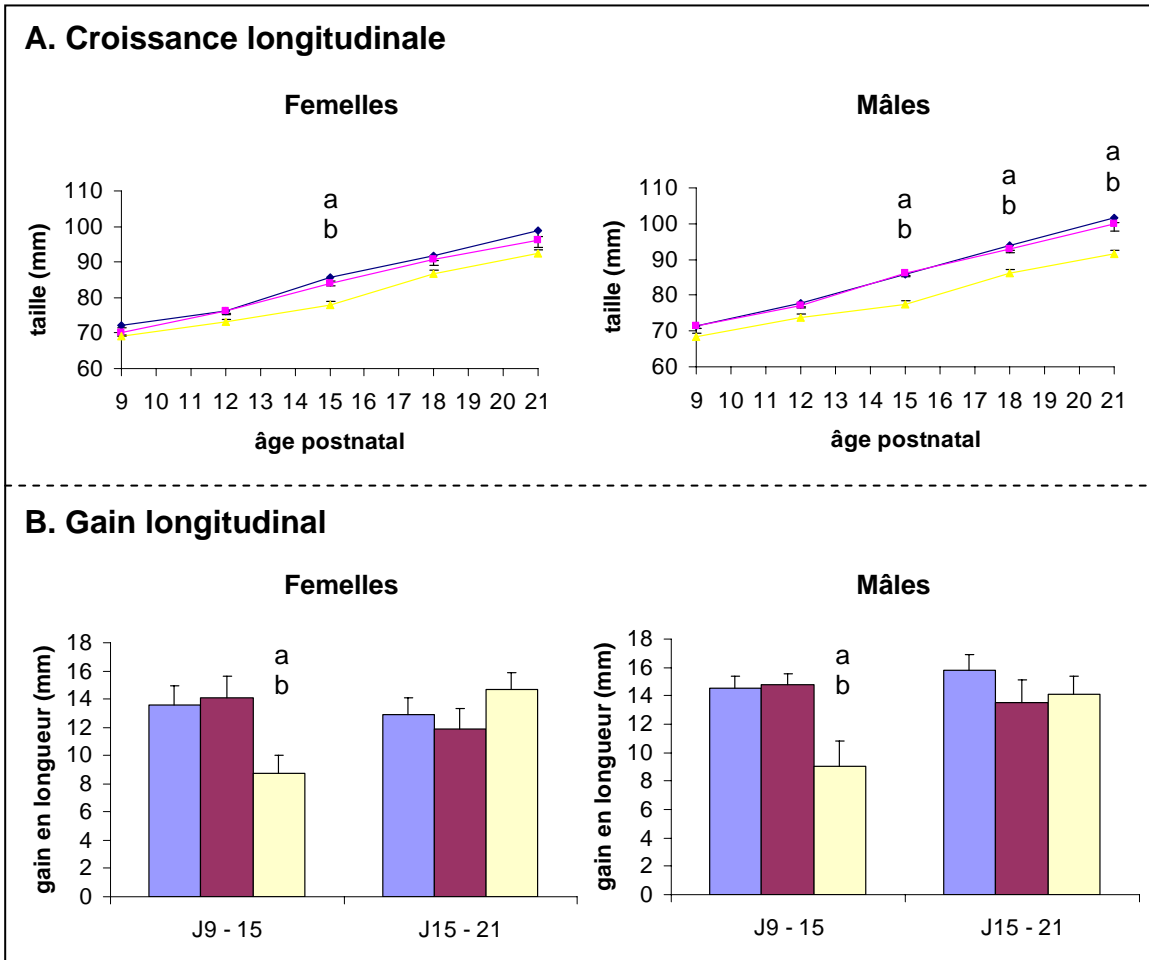 A. Croissance longitudinale
Femelles
110
100
90
80
70
60
taille (mm)
a
b
9 10 11 12 13 14 15 16 17 18 19 20 21
âge postnatal
Mâles
110
100
90
80
70
60
taille (mm)
a
b
a
b
a
b
9 10 11 12 13 14 15 16 17 18 19 20 21
âge postnatal
B. Gain longitudinal
Femelles
18
16
14
12
10
8
6
4
2
0
gain en longueur (mm)
a
b
J9 - 15 J15 - 21
Mâles
18
16
14
12
10
8
6
4
2
0
gain en longueur (mm)
a
b
J9 - 15 J15 - 21